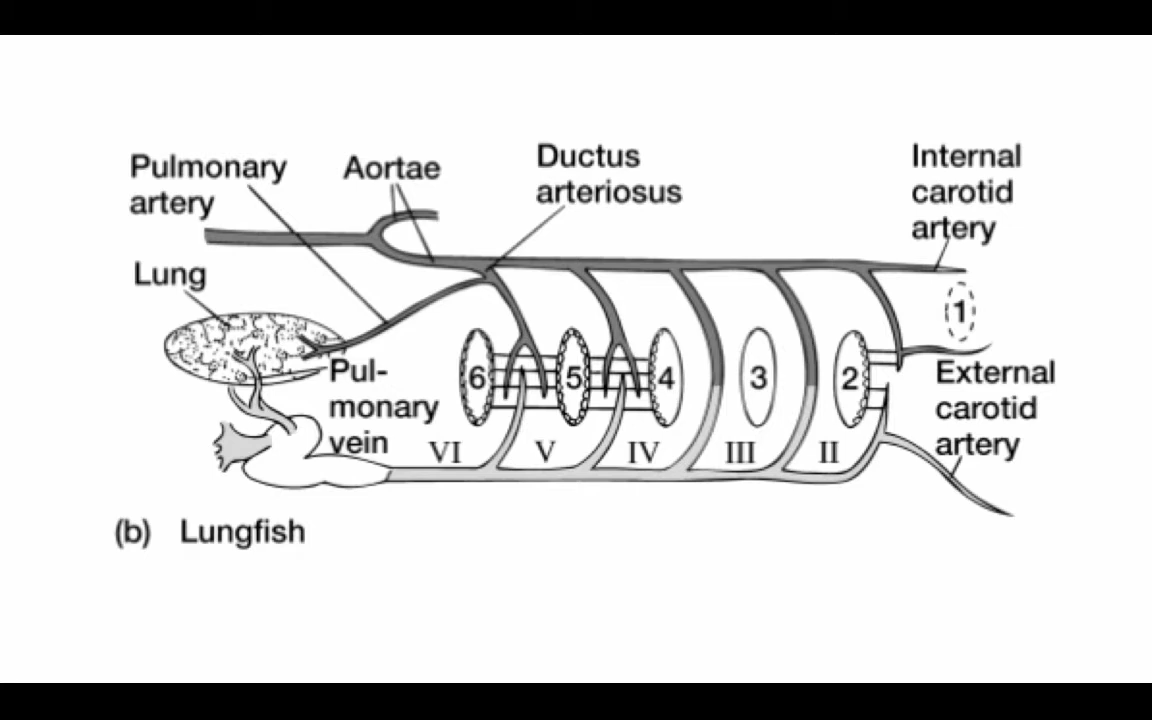 Pulmonary
artery
Aortae
Ductus
arteriosus
Internal
carotid
artery
Lung
1
Pul-
monary
vein
6
5
4
3
2
External
carotid
artery
VI
V
IV
III
II
(b) Lungfish